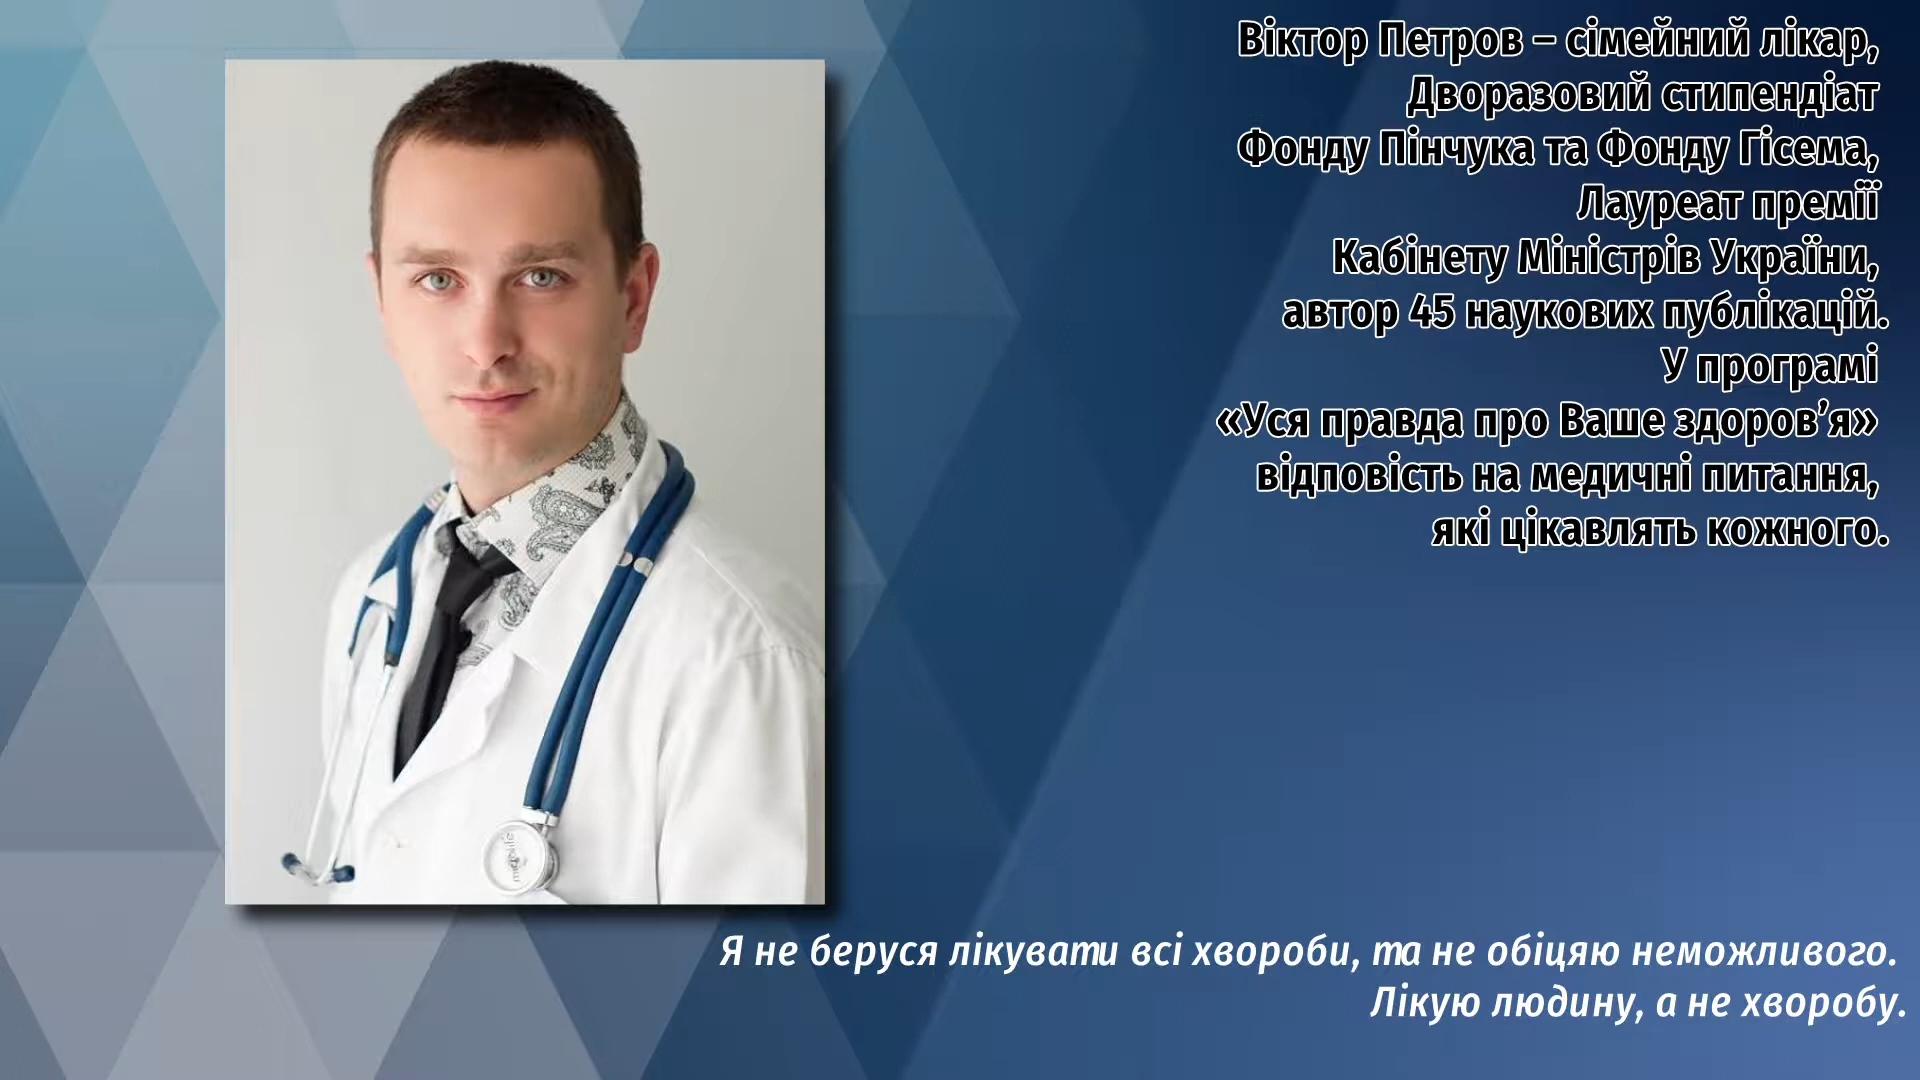 Віктор Петров – сімейний лікар,
Дворазовий стипендіат
Фонду Пінчука та Фонду Гісема,
Лауреат премії
Кабінету Міністрів України,
автор 45 наукових публікацій.
У програмі
«Уся правда про Ваше здоров’я»
відповість на медичні питання,
які цікавлять кожного.
Я не беруся лікувати всі хвороби, та не обіцяю неможливого.
Лікую людину, а не хворобу.